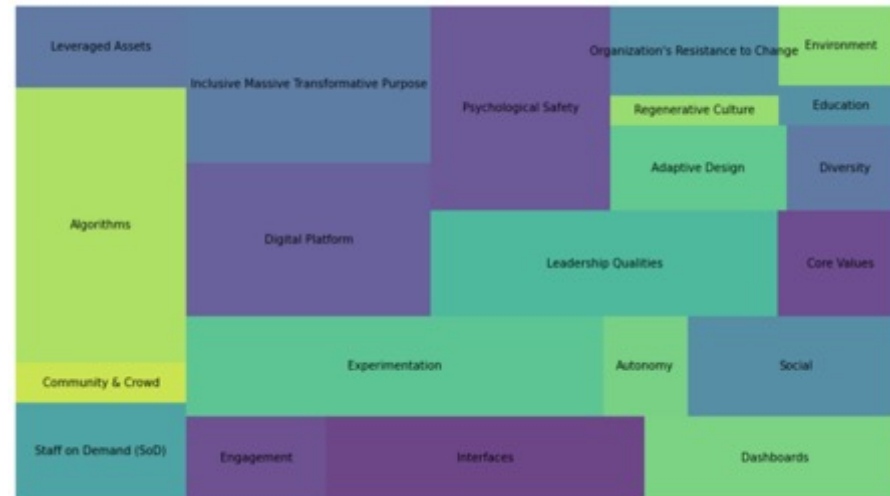 Leveraged Assets
Inclusive Massive Transformative Purpose
Psychological Safety
Organization's Resistance to Change
Environment
Regenerative Culture
Education
Adaptive Design
Diversity
Algorithms
Digital Platform
Leadership Qualities
Core Values
Experimentation
Autonomy
Social
Community & Crowd
Staff on Demand (SoD)
Engagement
Interfaces
Dashboards